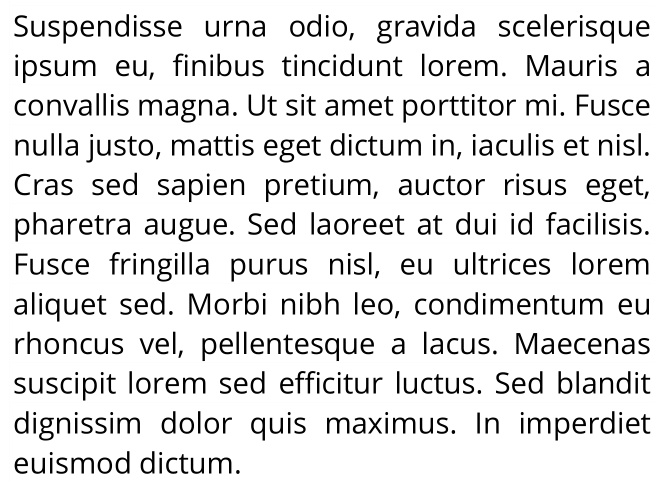 Suspendisse urna odio, gravida scelerisque
ipsum eu, finibus tincidunt lorem. Mauris a
convallis magna. Ut sit amet porttitor mi. Fusce
nulla justo, mattis eget dictum in, iaculis et nisl.
Cras sed sapien pretium, auctor risus eget,
pharetra augue. Sed laoreet at dui id facilisis.
Fusce fringilla purus nisl, eu ultrices lorem
aliquet sed. Morbi nibh leo, condimentum eu
rhoncus vel, pellentesque a lacus. Maecenas
suscipit lorem sed efficitur luctus. Sed blandit
dignissim dolor quis maximus. In imperdiet
euismod dictum.